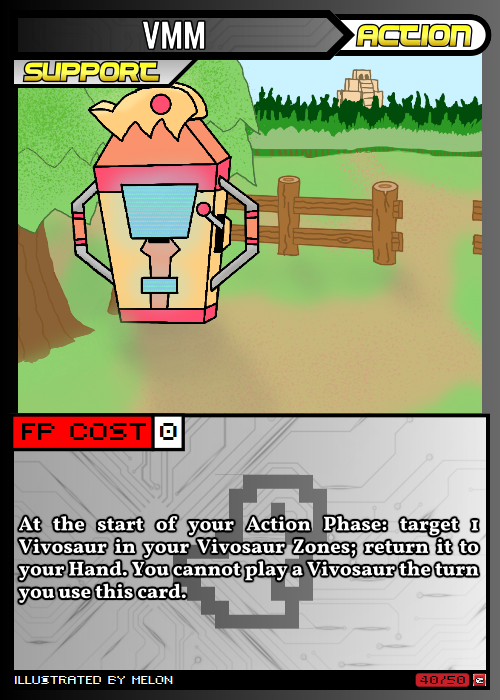 VMM
ACTION
SUPPORT
FP COST 0
At the start of your Action Phase: target 1
Vivosaur in your Vivosaur Zones; return it to
your Hand. You cannot play a Vivosaur the turn
you use this card.
ILLUSTRATED BY MELON
40/50